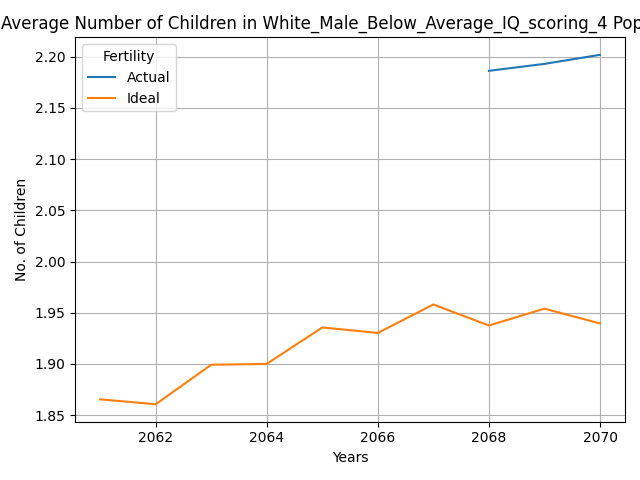 Average Number of Children in White_Male_Below_Average_IQ_scoring_4 Pop
Fertility
Actual
Ideal
2.20
2.15
2.10
2.05
2.00
1.95
1.90
1.85
No. of Children
2062 2064 2066 2068 2070
Years